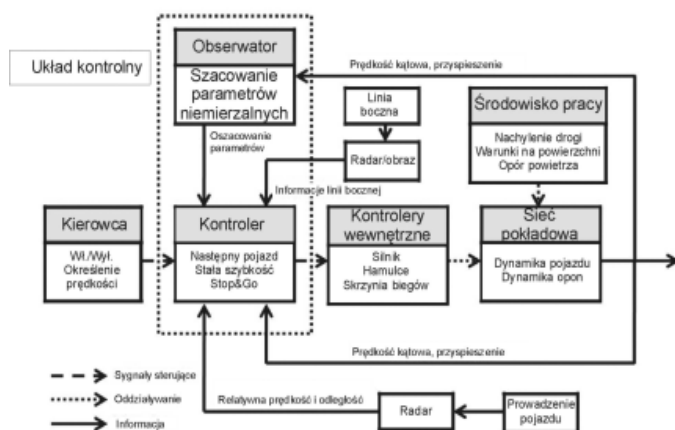 Układ kontrolny
Obserwator
Szacowanie
parametrów
niemierzalnych
Prędkość kątowa, przyspieszenie
Linia
boczna
Środowisko pracy
Nachylenie drogi
Warunki na powierzchni
Opór powietrza
Oszacowanie
parametrów
Radar/obraz
Informacje linii bocznej
Kierowca
Wł./Wył.
Określenie
prędkości
Kontroler
Następny pojazd
Stała szybkość
Stop&Go
Kontrolery
wewnętrzne
Silnik
Hamulce
Skrzynia biegów
Sieć
pokładowa
Dynamika pojazdu
Dynamika opon
Prędkość kątowa, przyspieszenie
Sygnały sterujące
Oddziaływanie
Informacja
Relatywna prędkość i odległość
Radar
Prowadzenie
pojazdu